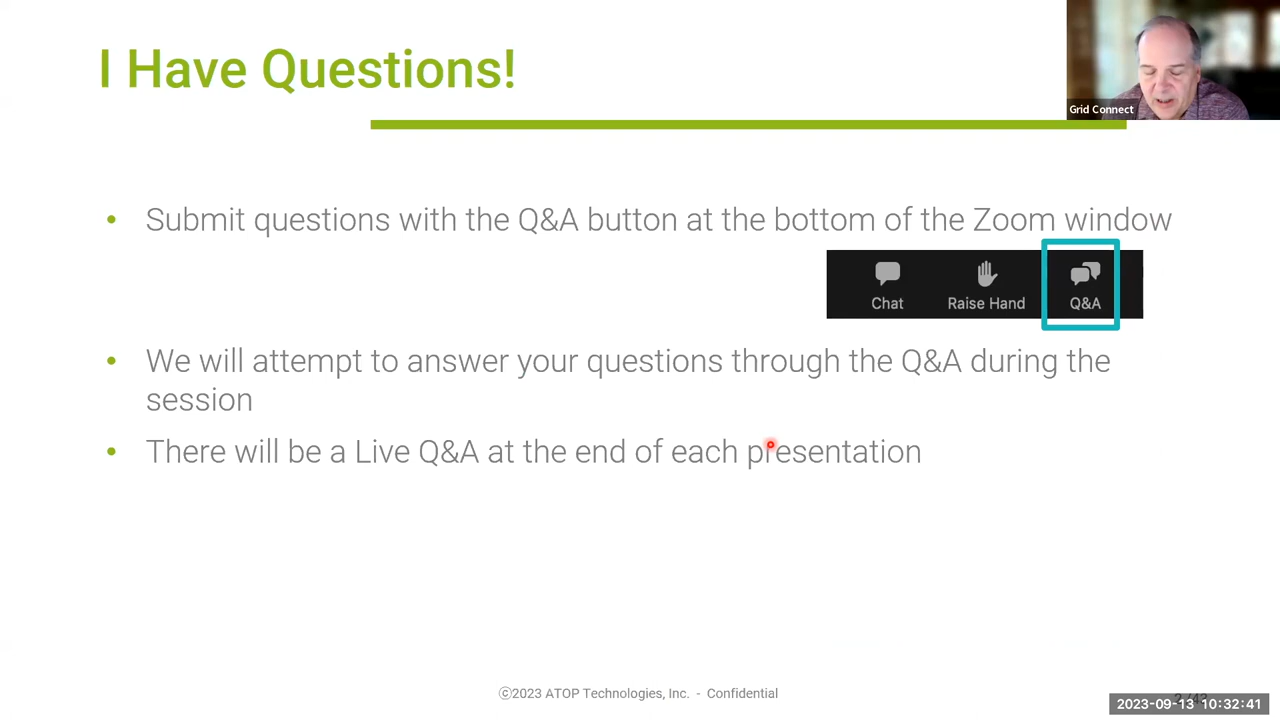 I Have Questions!
Grid Connect
• Submit questions with the Q&A button at the bottom of the Zoom window
Chat
Raise Hand
Q&A
• We will attempt to answer your questions through the Q&A during the
session
• There will be a Live Q&A at the end of each presentation
©2023 ATOP Technologies, Inc. - Confidential
2023-09-13 10:32:41